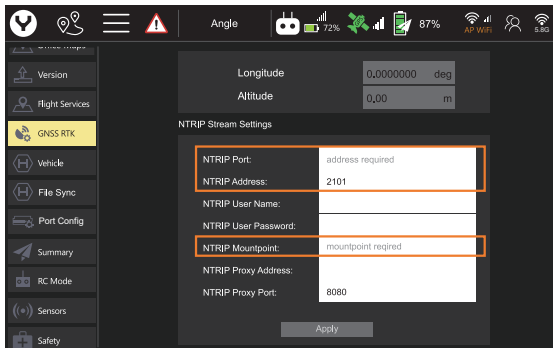 Angle
72%
87%
AP WiFi
5.8G
Offline Maps
Version
Flight Services
GNSS RTK
Vehicle
File Sync
Port Config
Summary
RC Mode
Sensors
Safety
Longitude 0.0000000 deg
Altitude 0,00 m
NTRIP Stream Settings
NTRIP Port: address required
NTRIP Address: 2101
NTRIP User Name:
NTRIP User Password:
NTRIP Mountpoint: mountpoint reqired
NTRIP Proxy Address:
NTRIP Proxy Port: 8080
Apply